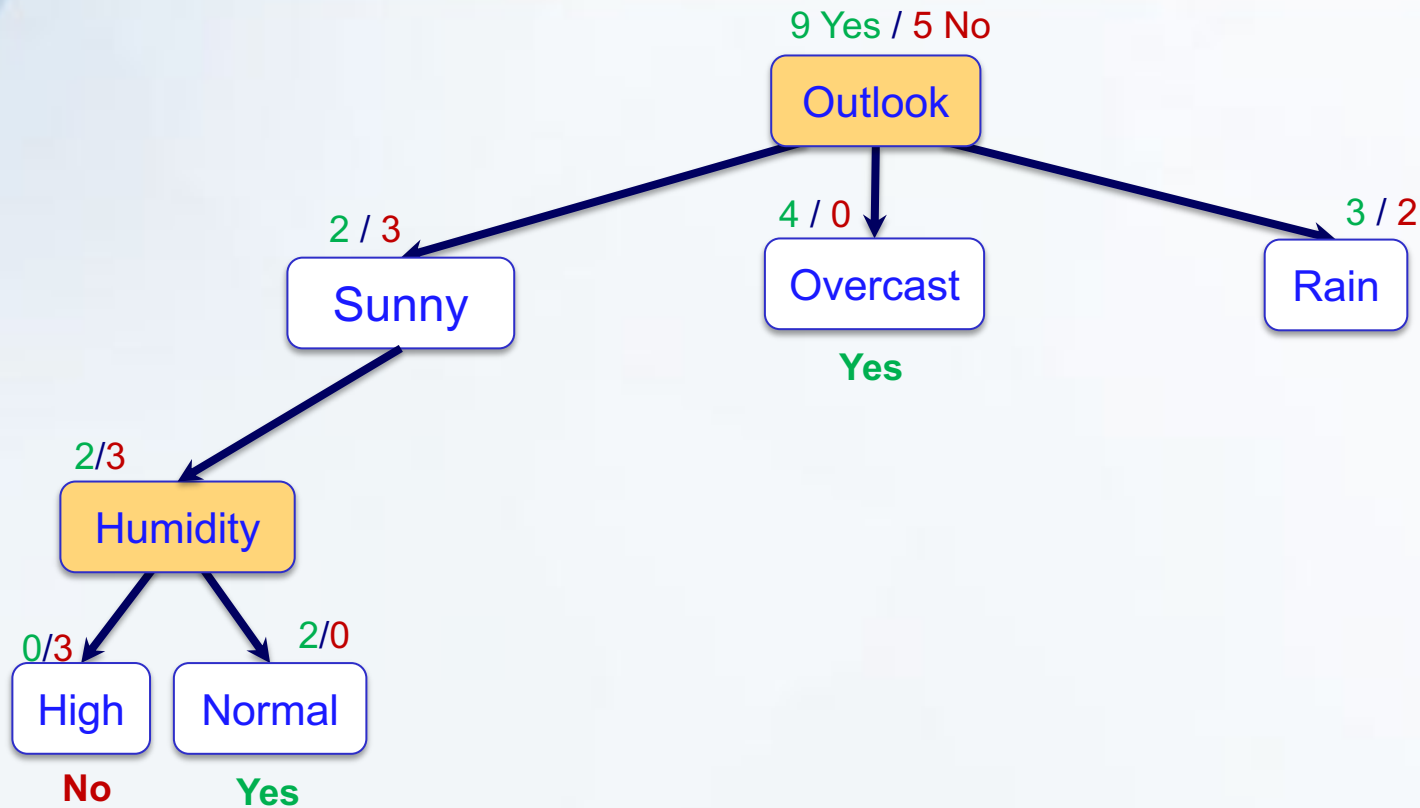 9 Yes / 5 No
Outlook
2 / 3
4 / 0
3 / 2
Sunny
Overcast
Rain
Yes
2/3
Humidity
0/3
2/0
High
Normal
No
Yes